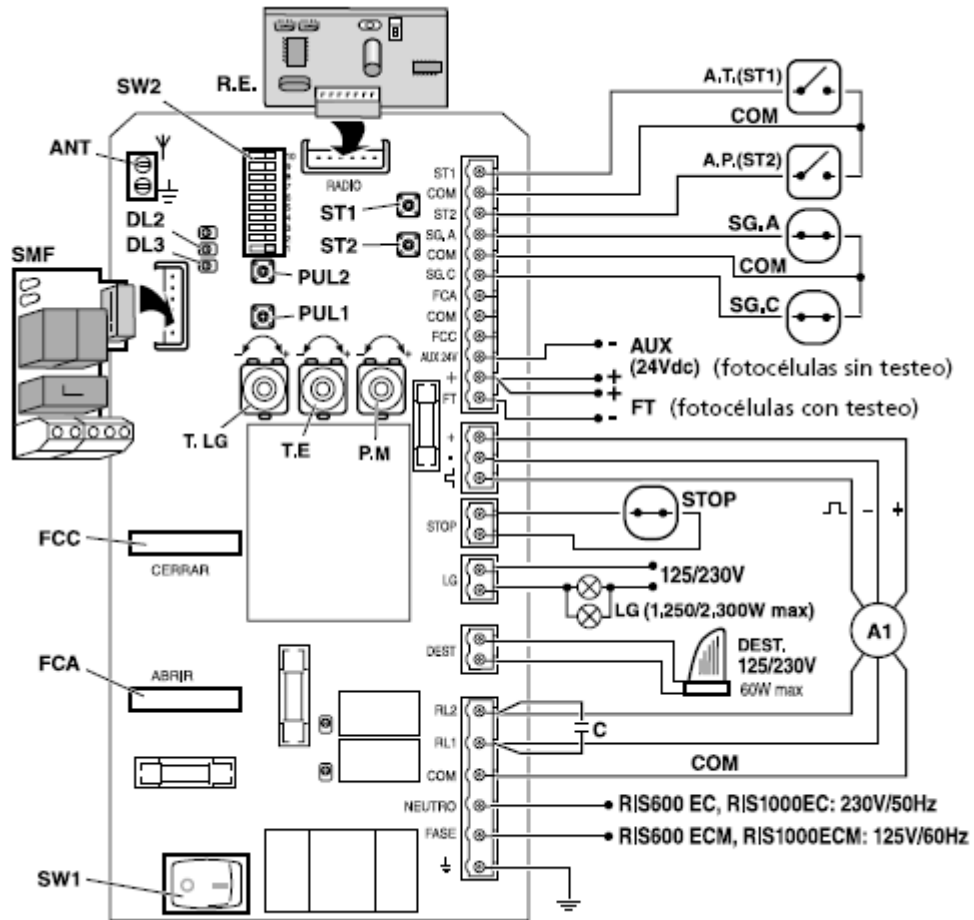 R.E.
SW2
A.T.(ST1)
COM
ANT
RADIO
ST1
COM
ST2
SG.A
COM
SG.C
FCA
COM
FCC
AUX 24V
+
FT
ST1
ST2
A.P.(ST2)
SG.A
COM
SG.C
DL2
DL3
SMF
PUL2
PUL1
- AUX
(24Vdc) (fotocélulas sin testeo)
+
+
FT (fotocélulas con testeo)
-
- +
- +
- +
T. LG
T.E
P.M
+
-
STOP
STOP
- +
FCC
CERRAR
LG
125/230V
LG (1,250/2,300W max)
A1
DEST
DEST.
125/230V
60W max
FCA
ABRIR
RL2
RL1
COM
C
COM
NEUTRO
R|S600 EC, R|S1000EC: 230V/50Hz
FASE
R|S600 ECM, R|S1000ECM: 125V/60Hz
SW1